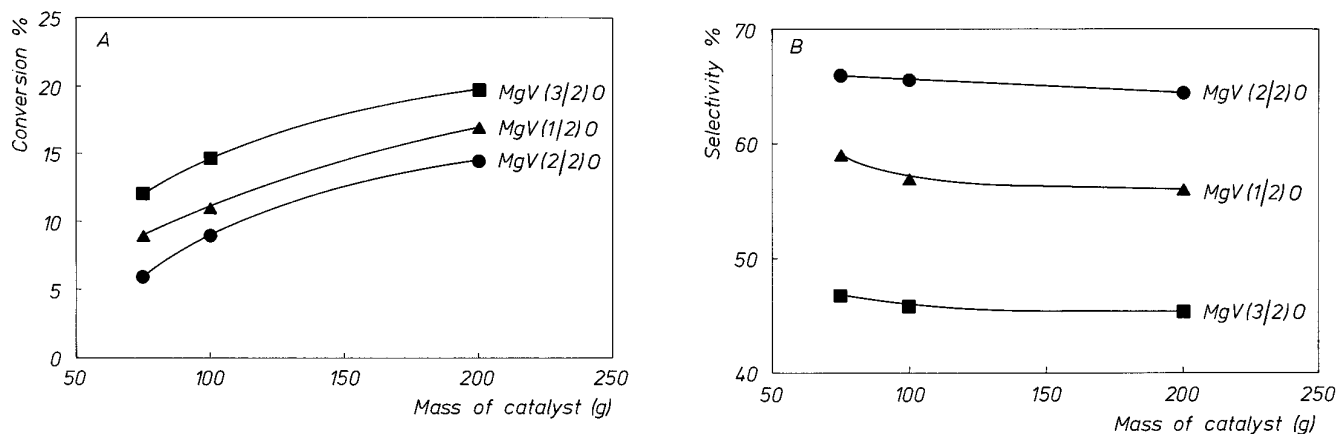 A
Conversion %
25
20
15
10
5
0
MgV(3/2)O
MgV(1/2)O
MgV(2/2)O
50 100 150 200 250
Mass of catalyst (g)
B
Selectivity %
70
60
50
40
MgV(2/2)O
MgV(1/2)O
MgV(3/2)O
50 100 150 200 250
Mass of catalyst (g)